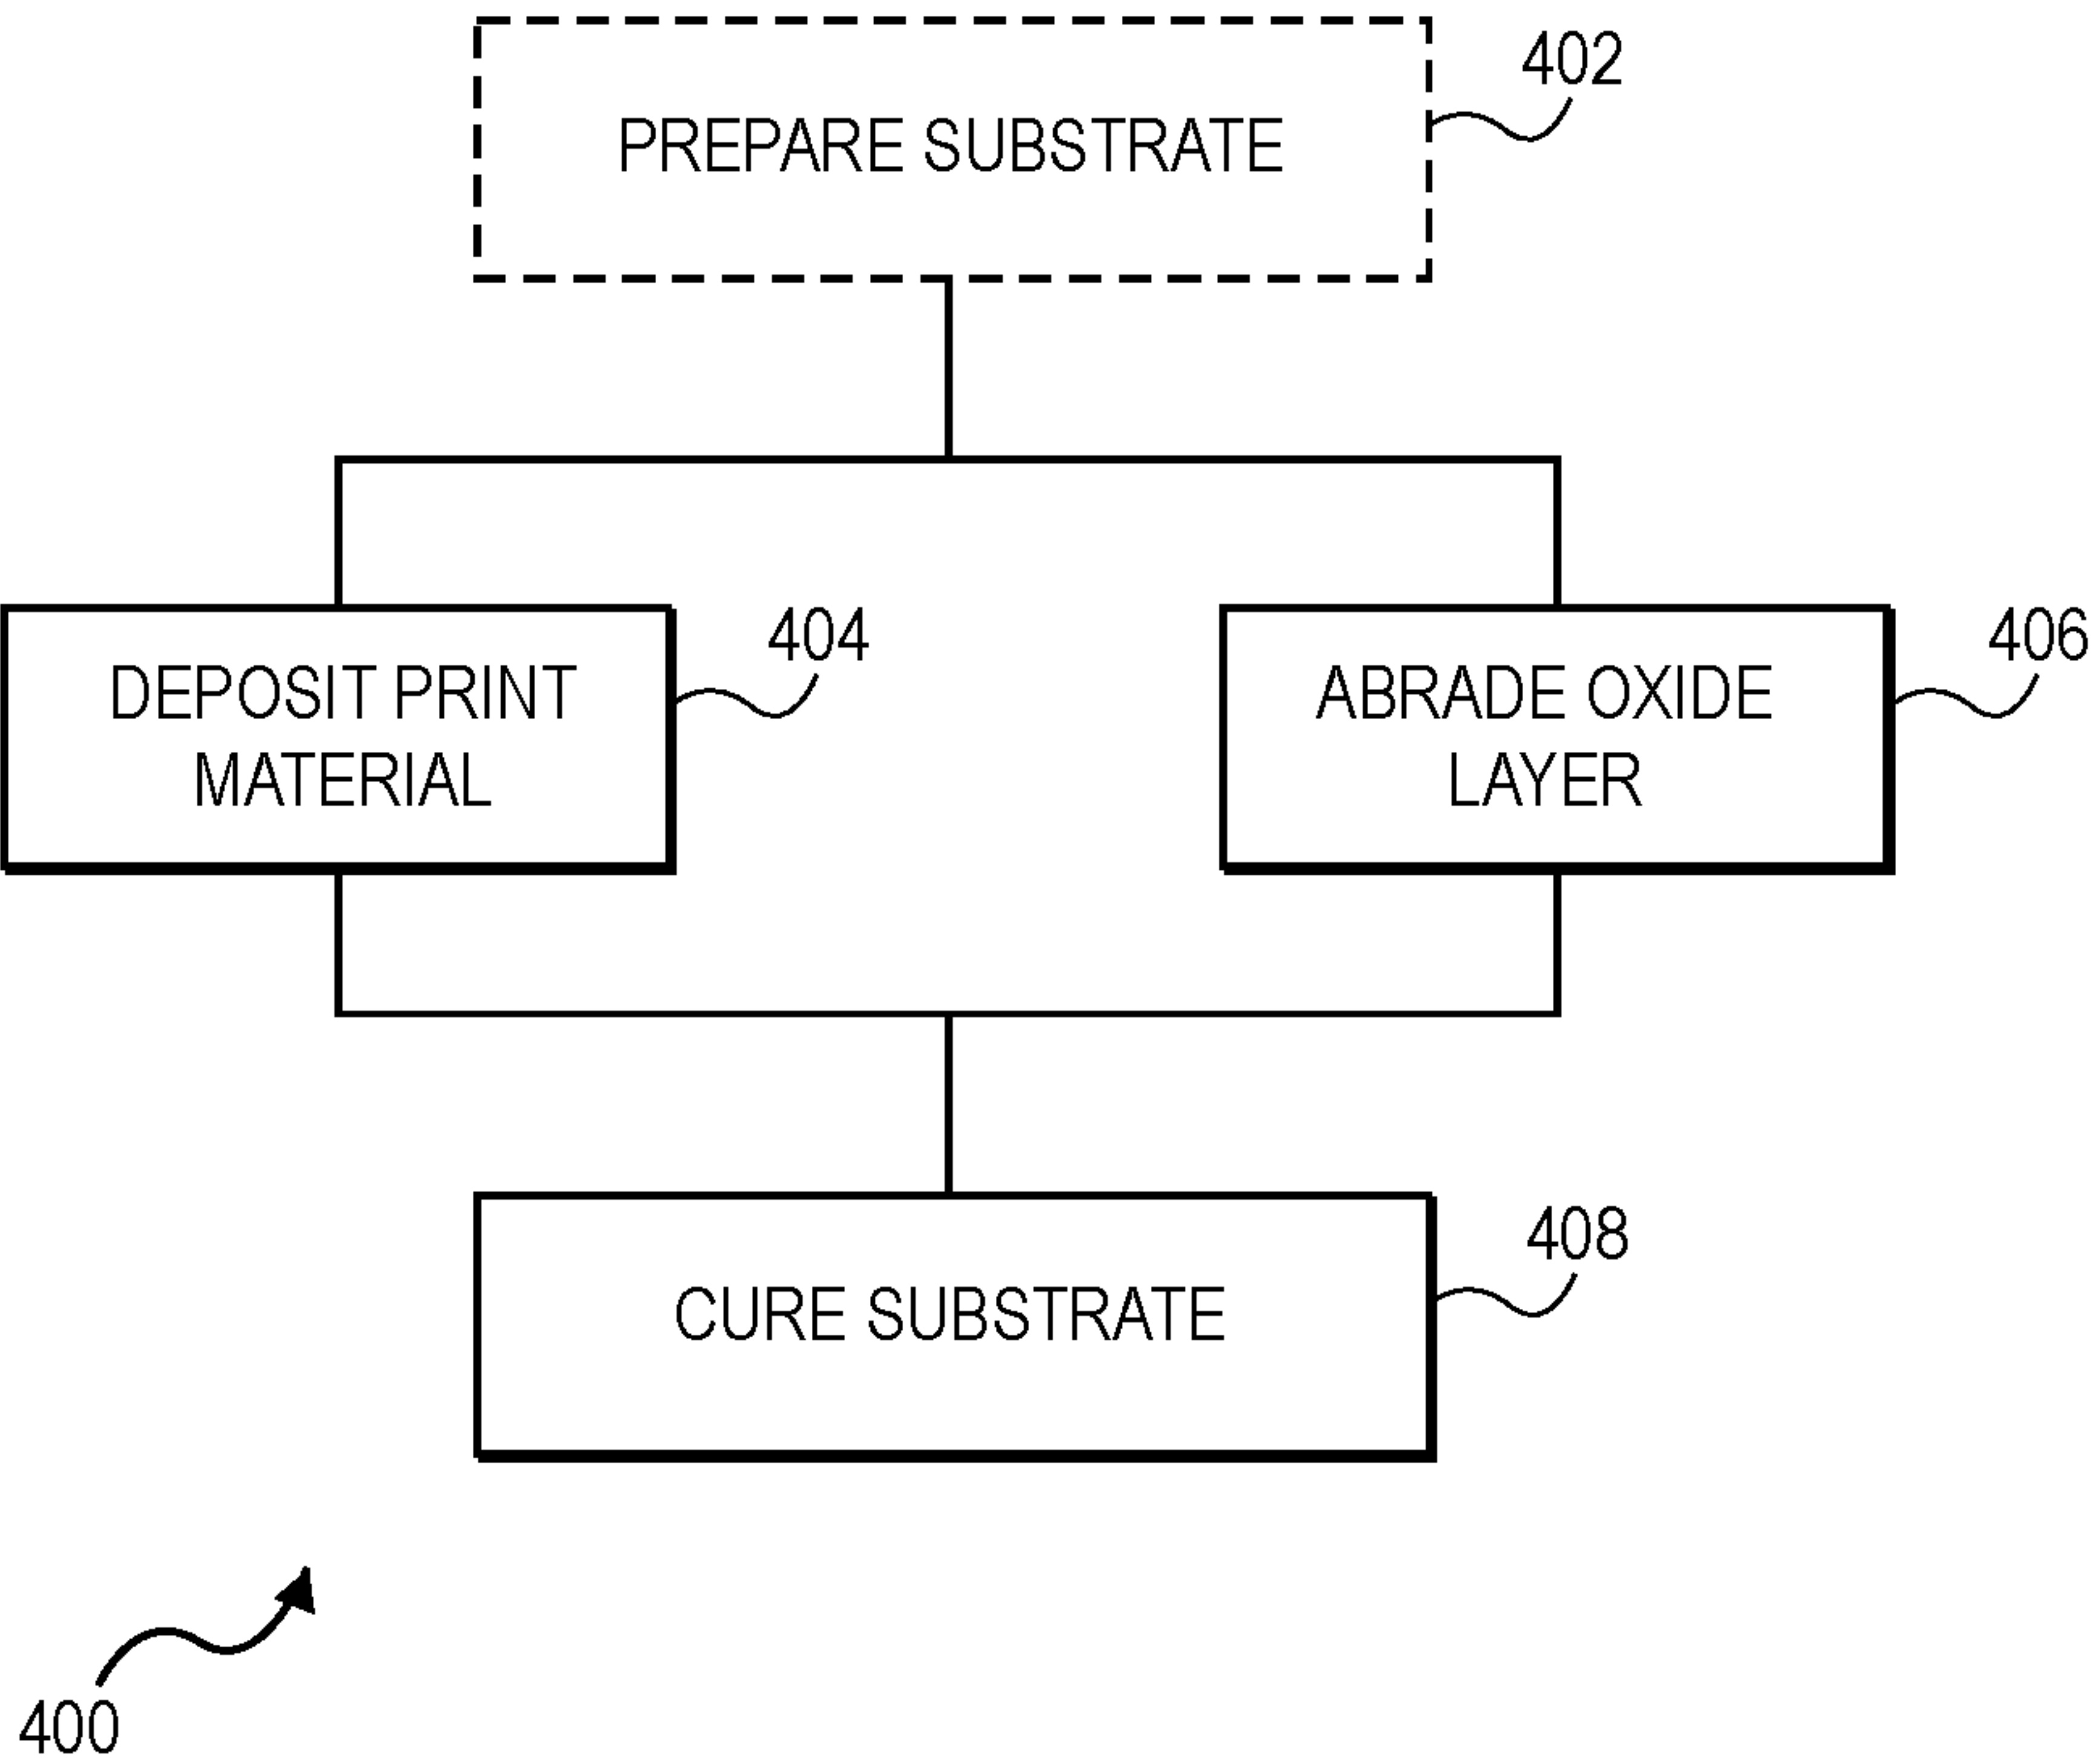 402
PREPARE SUBSTRATE
404
406
DEPOSIT PRINT
MATERIAL
ABRADE OXIDE
LAYER
408
CURE SUBSTRATE
400